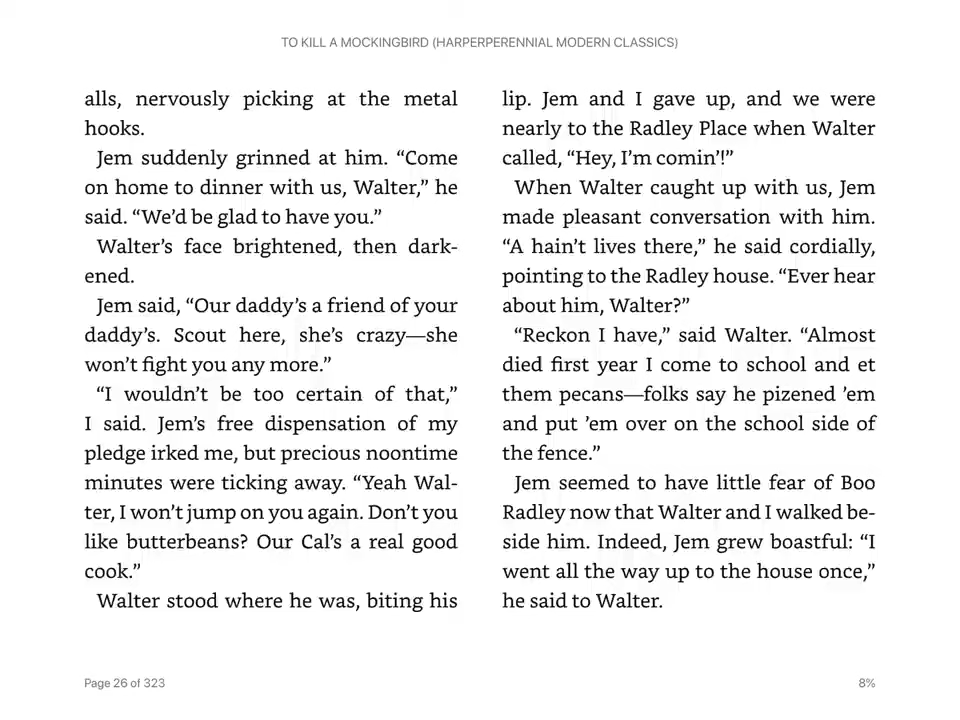 TO KILL A MOCKINGBIRD (HARPERPERENNIAL MODERN CLASSICS)
alls, nervously picking at the metal
hooks.
Jem suddenly grinned at him. “Come
on home to dinner with us, Walter,” he
said. “We’d be glad to have you.”
Walter’s face brightened, then dark-
ened.
Jem said, “Our daddy’s a friend of your
daddy’s. Scout here, she’s crazy—she
won’t fight you any more.”
“I wouldn’t be too certain of that,”
I said. Jem’s free dispensation of my
pledge irked me, but precious noontime
minutes were ticking away. “Yeah Wal-
ter, I won’t jump on you again. Don’t you
like butterbeans? Our Cal’s a real good
cook.”
Walter stood where he was, biting his
lip. Jem and I gave up, and we were
nearly to the Radley Place when Walter
called, “Hey, I’m comin’!”
When Walter caught up with us, Jem
made pleasant conversation with him.
“A hain’t lives there,” he said cordially,
pointing to the Radley house. “Ever hear
about him, Walter?”
“Reckon I have,” said Walter. “Almost
died first year I come to school and et
them pecans—folks say he pizened ’em
and put ’em over on the school side of
the fence.”
Jem seemed to have little fear of Boo
Radley now that Walter and I walked be-
side him. Indeed, Jem grew boastful: “I
went all the way up to the house once,”
he said to Walter.
Page 26 of 323
8%